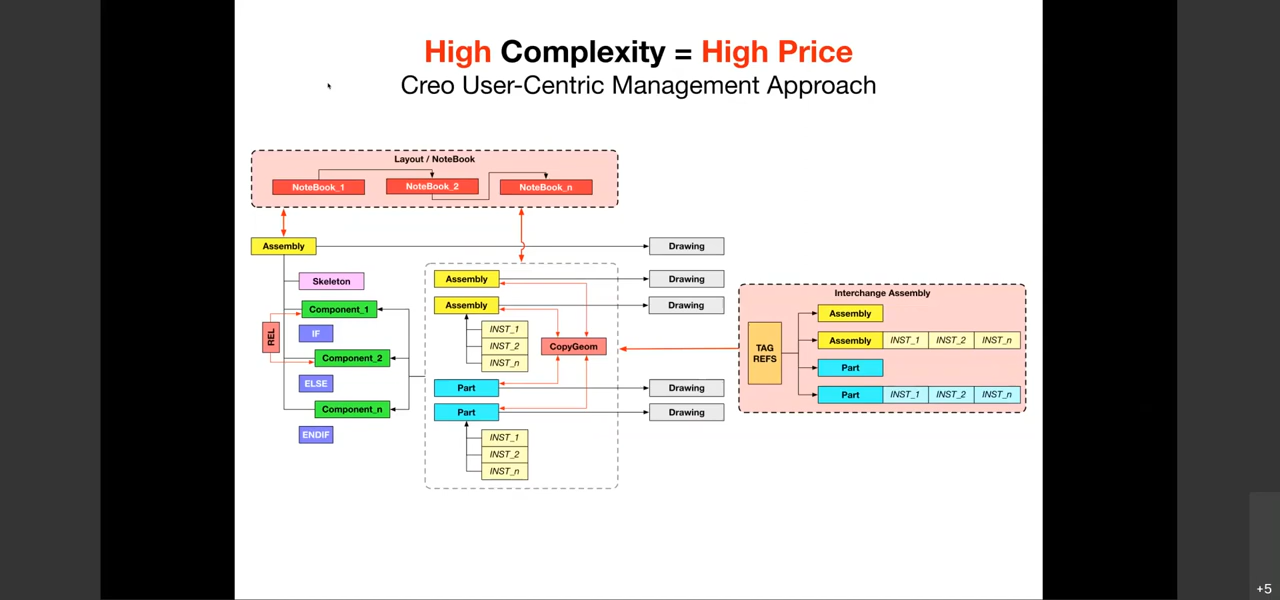 High Complexity = High Price
Creo User-Centric Management Approach
Layout / NoteBook
NoteBook_1
NoteBook_2
NoteBook_n
Assembly
Drawing
Skeleton
Component_1
REL
IF
Component_2
ELSE
Component_n
ENDIF
Assembly
Drawing
Assembly
Drawing
INST_1
INST_2
INST_n
CopyGeom
Part
Drawing
Part
Drawing
INST_1
INST_2
INST_n
Interchange Assembly
TAG
REFS
Assembly
Assembly INST_1 INST_2 INST_n
Part
Part INST_1 INST_2 INST_n
+5